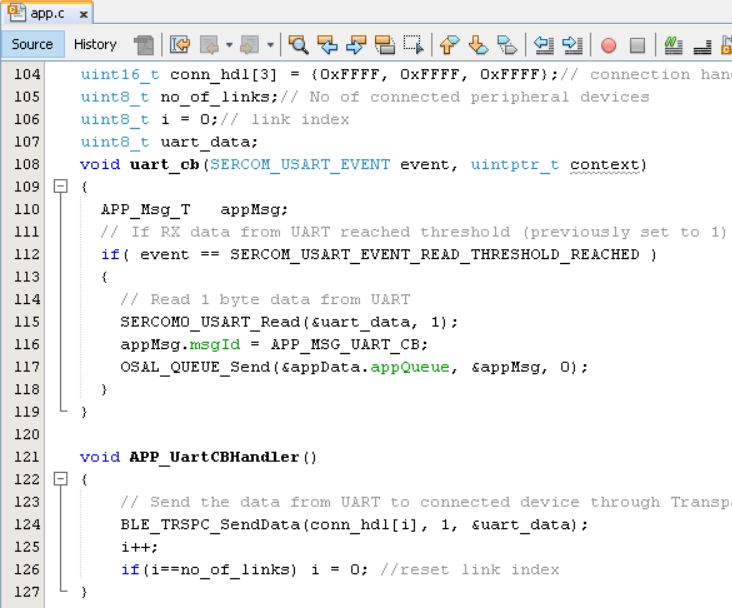 app.c
Source History
104 uint16_t conn_hdl[3] = {0xFFFF, 0xFFFF, 0xFFFF};// connection
105 uint8_t no_of_links;// No of connected peripheral devices
106 uint8_t i = 0;// link index
107 uint8_t uart_data;
108 void uart_cb(SERCOM_USART_EVENT event, uintptr_t context)
109 {
110 APP_Msg_T appMsg;
111 // If RX data from UART reached threshold (previously set to 1)
112 if( event == SERCOM_USART_EVENT_READ_THRESHOLD_REACHED )
113 {
114 // Read 1 byte data from UART
115 SERCOM0_USART_Read(&uart_data, 1);
116 appMsg.msgId = APP_MSG_UART_CB;
117 OSAL_QUEUE_Send(&appData.appQueue, &appMsg, 0);
118 }
119 }
120
121 void APP_UartCBHandler()
122 {
123 // Send the data from UART to connected device through
124 BLE_TRSPC_SendData(conn_hdl[i], 1, &uart_data);
125 i++;
126 if(i==no_of_links) i = 0; //reset link index
127 }